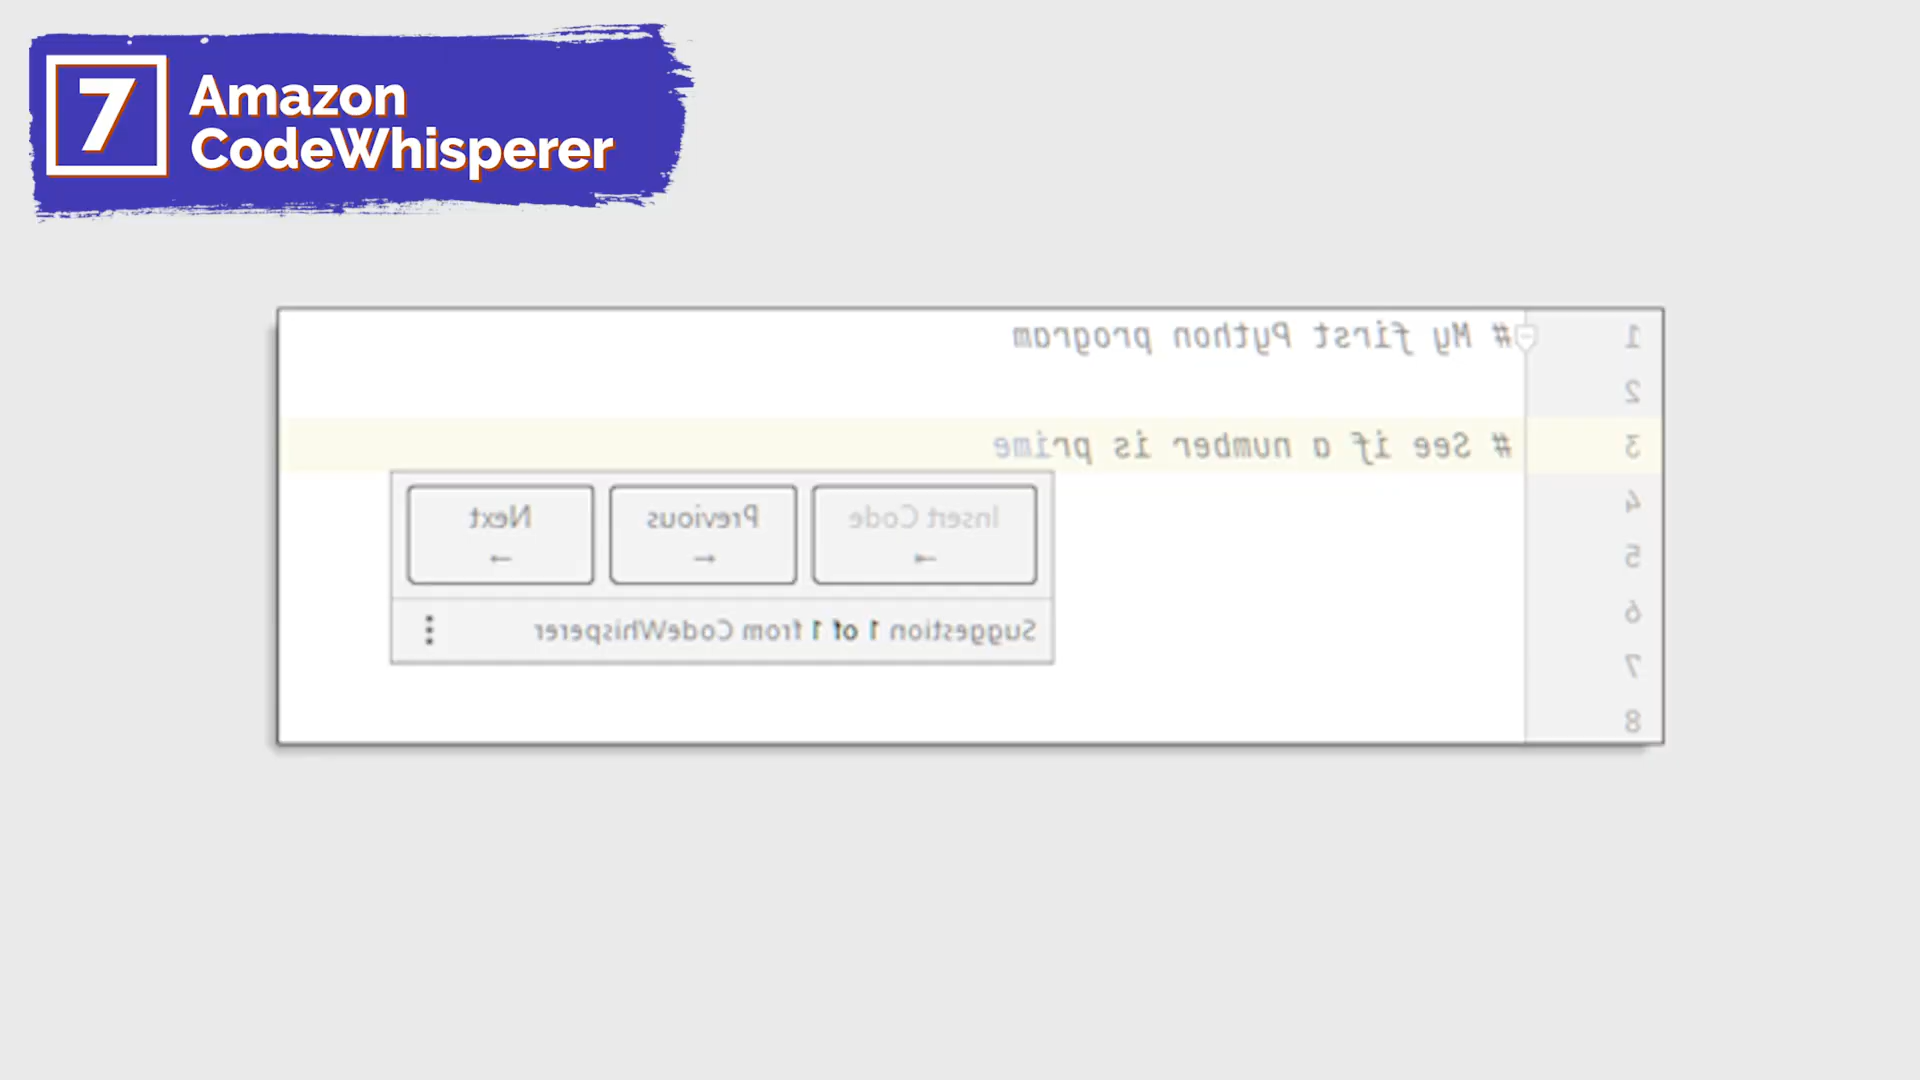 7
Amazon
CodeWhisperer
1 # My first Python program
2
3 # See if a number is prime
4
5
6
7
8
Insert Code Previous Next
→ ← →
Suggestion 1 of 1 from CodeWhisperer